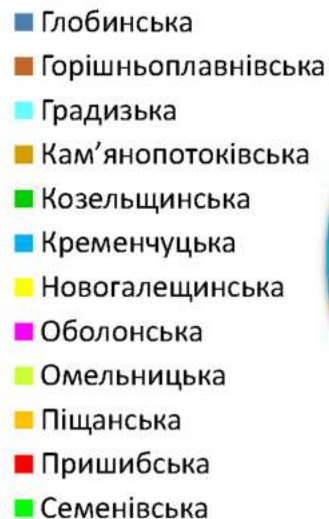 Глобинська
Горішньоплавнівська
Градизька
Кам’янопотоківська
Козельщинська
Кременчуцька
Новогалещинська
Оболонська
Омельницька
Піщанська
Пришибська
Семенівська